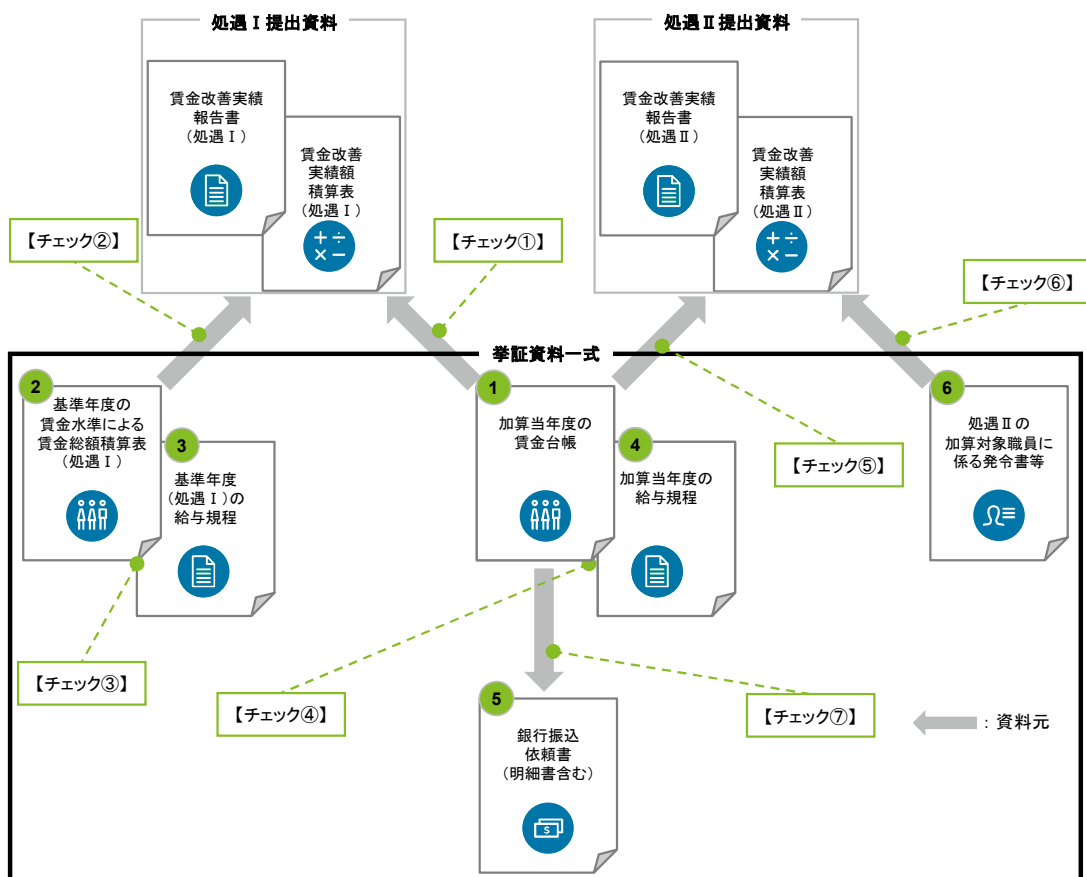 処遇Ⅰ提出資料
賃金改善実績
報告書
(処遇Ⅰ)
賃金改善
実績額
積算表
(処遇Ⅰ)
処遇Ⅱ提出資料
賃金改善実績
報告書
(処遇Ⅱ)
賃金改善
実績額
積算表
(処遇Ⅱ)
【チェック②】
【チェック①】
【チェック⑥】
挙証資料一式
2
基準年度の
賃金水準による
賃金総額積算表
(処遇Ⅰ)
3
基準年度
(処遇Ⅰ)の
給与規程
1
加算当年度の
賃金台帳
4
加算当年度の
給与規程
【チェック⑤】
6
処遇Ⅱの
加算対象職員に
係る発令書等
【チェック③】
【チェック④】
【チェック⑦】
5
銀行振込
依頼書
(明細書含む)
$
：資料元